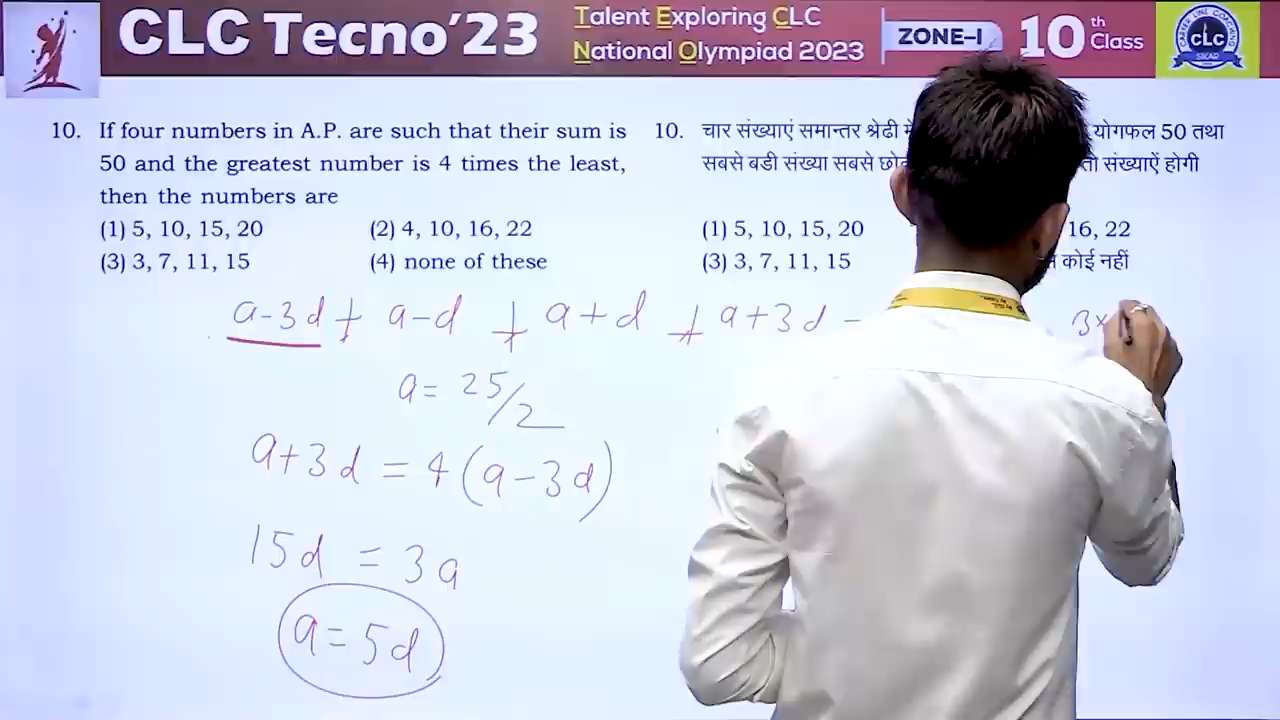 CLC Tecno'23
Talent Exploring CLC
National Olympiad 2023
ZONE-I
10th Class
CLC
10. If four numbers in A.P. are such that their sum is
50 and the greatest number is 4 times the least,
then the numbers are
(1) 5, 10, 15, 20 (2) 4, 10, 16, 22
(3) 3, 7, 11, 15 (4) none of these
10. चार संख्याएं समान्तर श्रेढी योगफल 50 तथा
सबसे बडी संख्या सबसे संख्याऐं होगी
(1) 5, 10, 15, 20 16, 22
(3) 3, 7, 11, 15 कोई नहीं
a-3d + a-d + a+d + a+3d -
3×
a= 25/2
a+3d = 4(a-3d)
15d = 3a
a= 5d